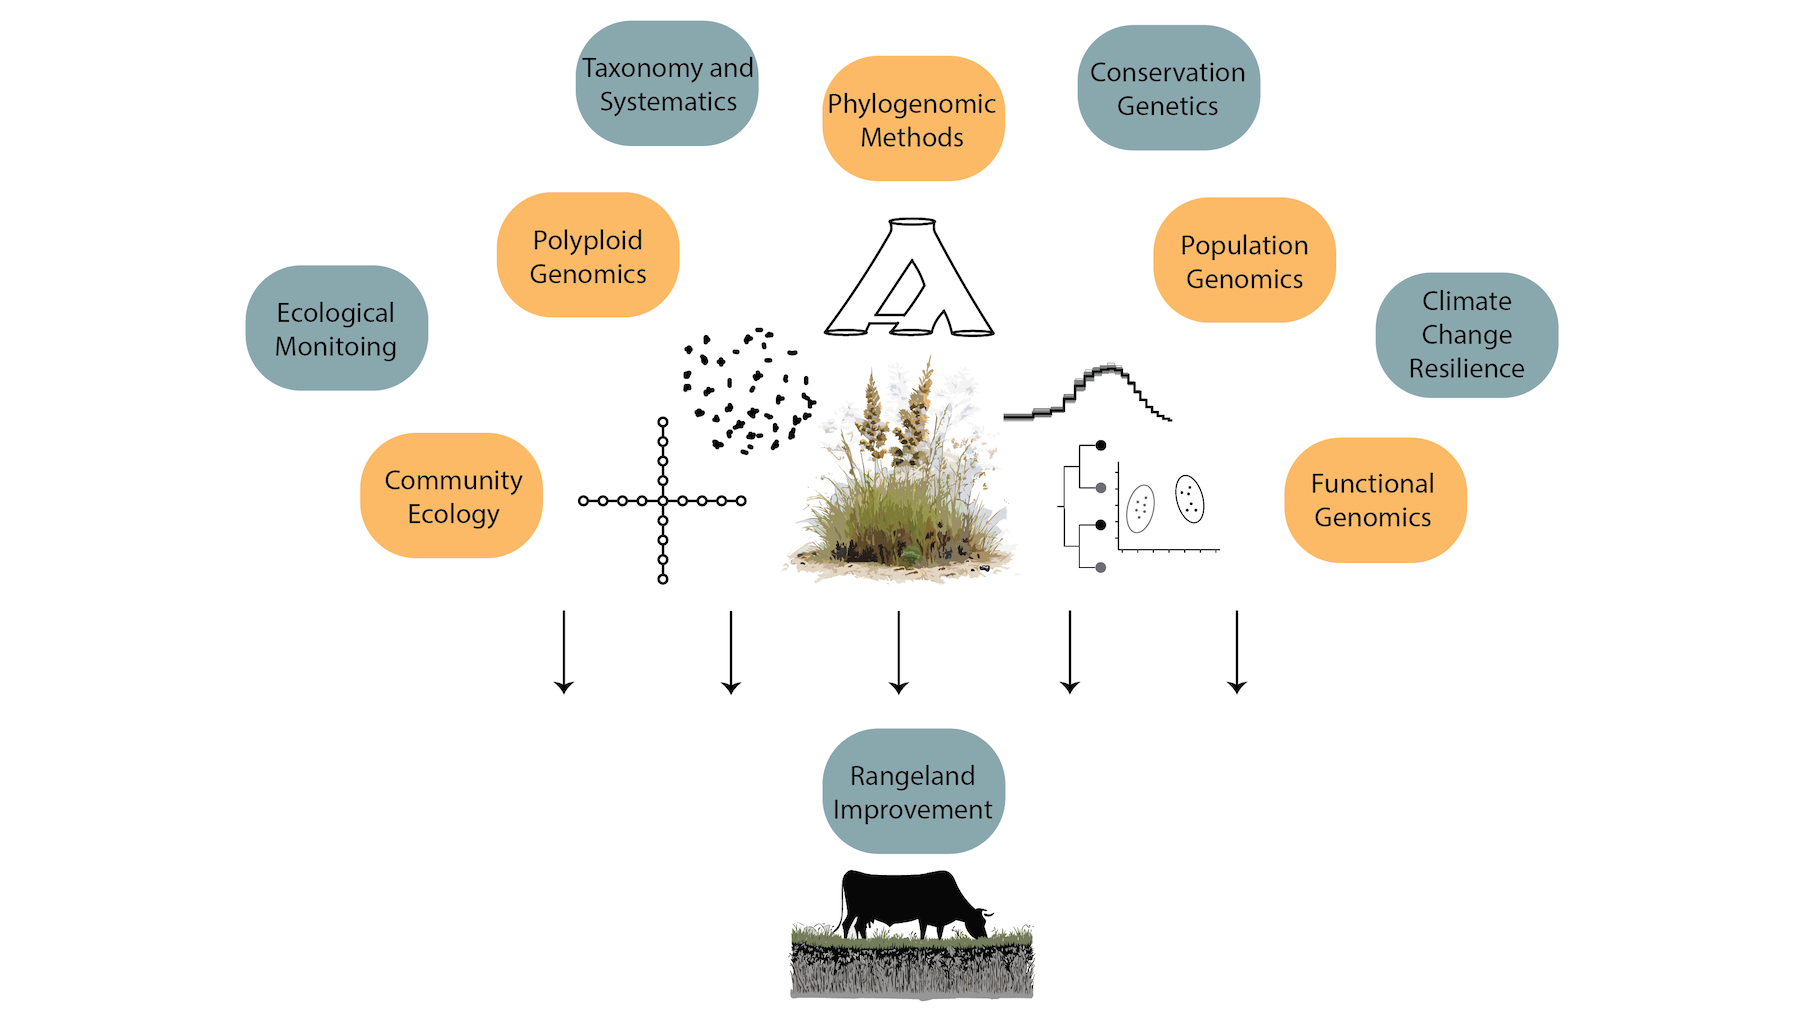 Taxonomy and
Systematics
Phylogenomic
Methods
Conservation
Genetics
Polyploid
Genomics
Population
Genomics
Ecological
Monitoing
Climate
Change
Resilience
Community
Ecology
Functional
Genomics
Rangeland
Improvement